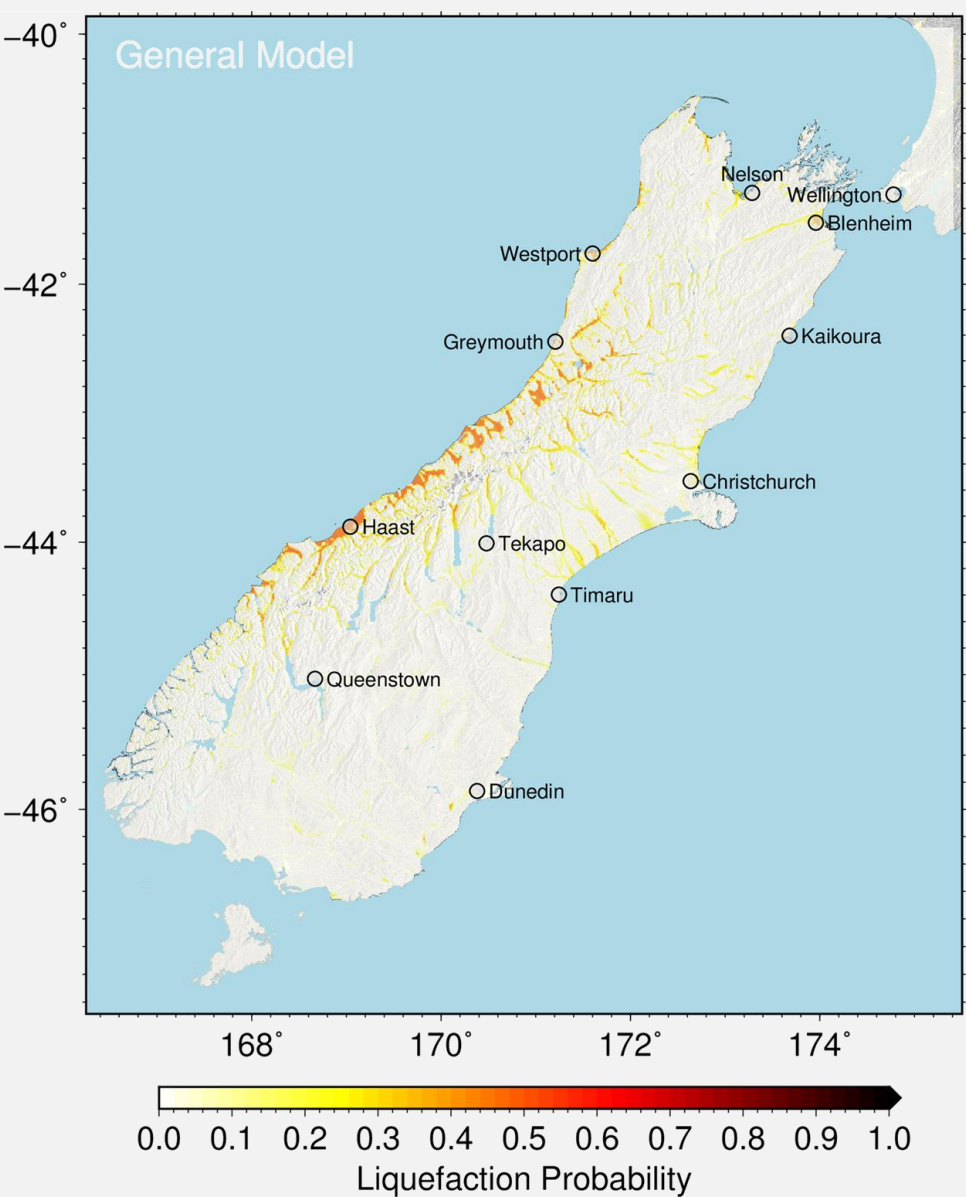 −40°
General Model
Nelson
Wellington
Blenheim
Westport
−42°
Kaikoura
Greymouth
Christchurch
Haast
−44°
Tekapo
Timaru
Queenstown
Dunedin
−46°
168° 170° 172° 174°
0.0 0.1 0.2 0.3 0.4 0.5 0.6 0.7 0.8 0.9 1.0
Liquefaction Probability